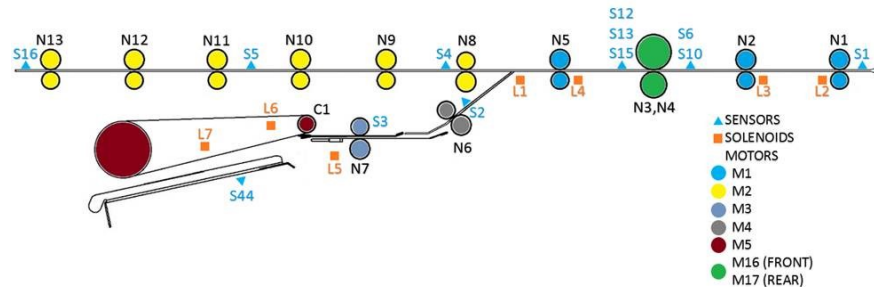 S12
S13
S15
S6
S10
S16
N13
N12
N11
S5
N10
N9
S4
N8
N5
N2
N1
S1
L1
L4
N3,N4
L3
L2
L6
C1
S3
S2
L7
N6
L5
N7
S44
SENSORS
SOLENOIDS
MOTORS
M1
M2
M3
M4
M5
M16 (FRONT)
M17 (REAR)